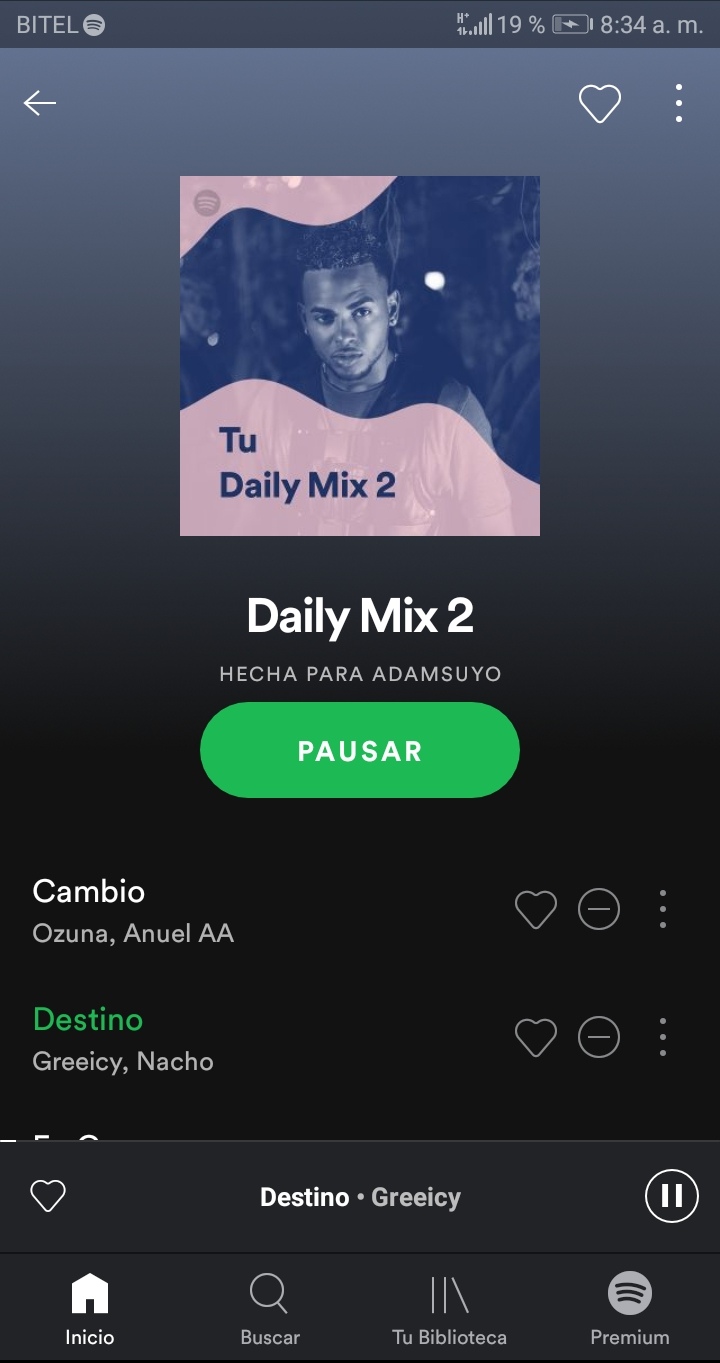 BITEL 19 % 8:34 a. m.
Tu
Daily Mix 2
Daily Mix 2
HECHA PARA ADAMSUYO
PAUSAR
Cambio
Ozuna, Anuel AA
Destino
Greeicy, Nacho
Destino • Greeicy
Inicio Buscar Tu Biblioteca Premium